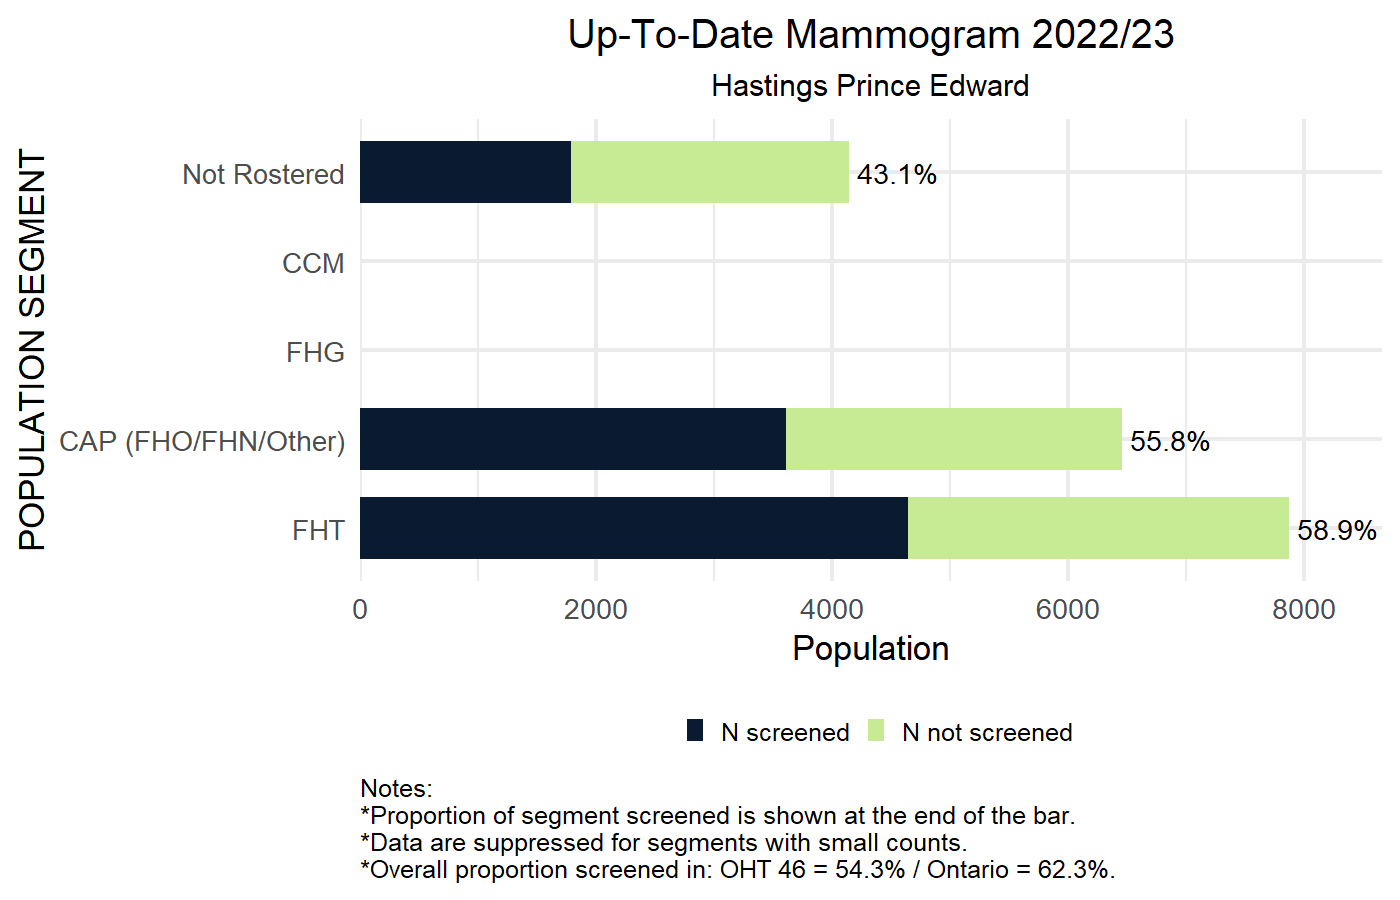 Up-To-Date Mammogram 2022/23
Hastings Prince Edward
POPULATION SEGMENT
Not Rostered
43.1%
CCM
FHG
CAP (FHO/FHN/Other)
55.8%
FHT
58.9%
0 2000 4000 6000 8000
Population
N screened N not screened
Notes:
*Proportion of segment screened is shown at the end of the bar.
*Data are suppressed for segments with small counts.
*Overall proportion screened in: OHT 46 = 54.3% / Ontario = 62.3%.